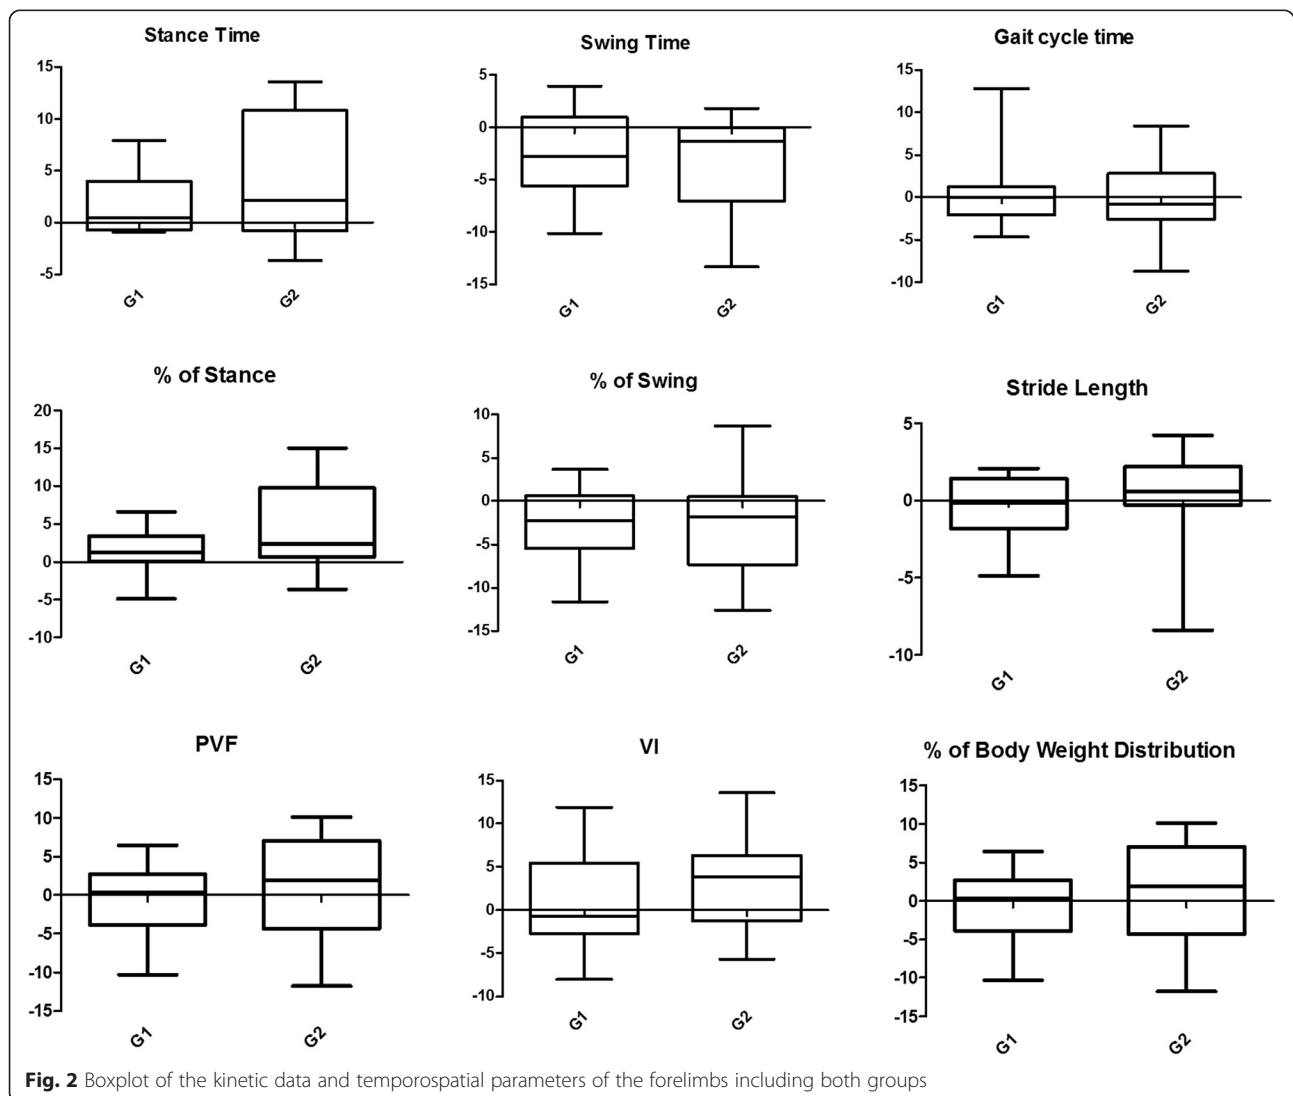 Stance Time
15
10
5
0
-5
G1
G2
Swing Time
5
0
-5
-10
-15
G1
G2
Gait cycle time
15
10
5
0
-5
-10
G1
G2
% of Stance
20
15
10
5
0
-5
-10
G1
G2
% of Swing
10
5
0
-5
-10
-15
G1
G2
Stride Length
5
0
-5
-10
G1
G2
PVF
15
10
5
0
-5
-10
-15
G1
G2
VI
15
10
5
0
-5
-10
G1
G2
% of Body Weight Distribution
15
10
5
0
-5
-10
-15
G1
G2
Fig. 2 Boxplot of the kinetic data and temporospatial parameters of the forelimbs including both groups